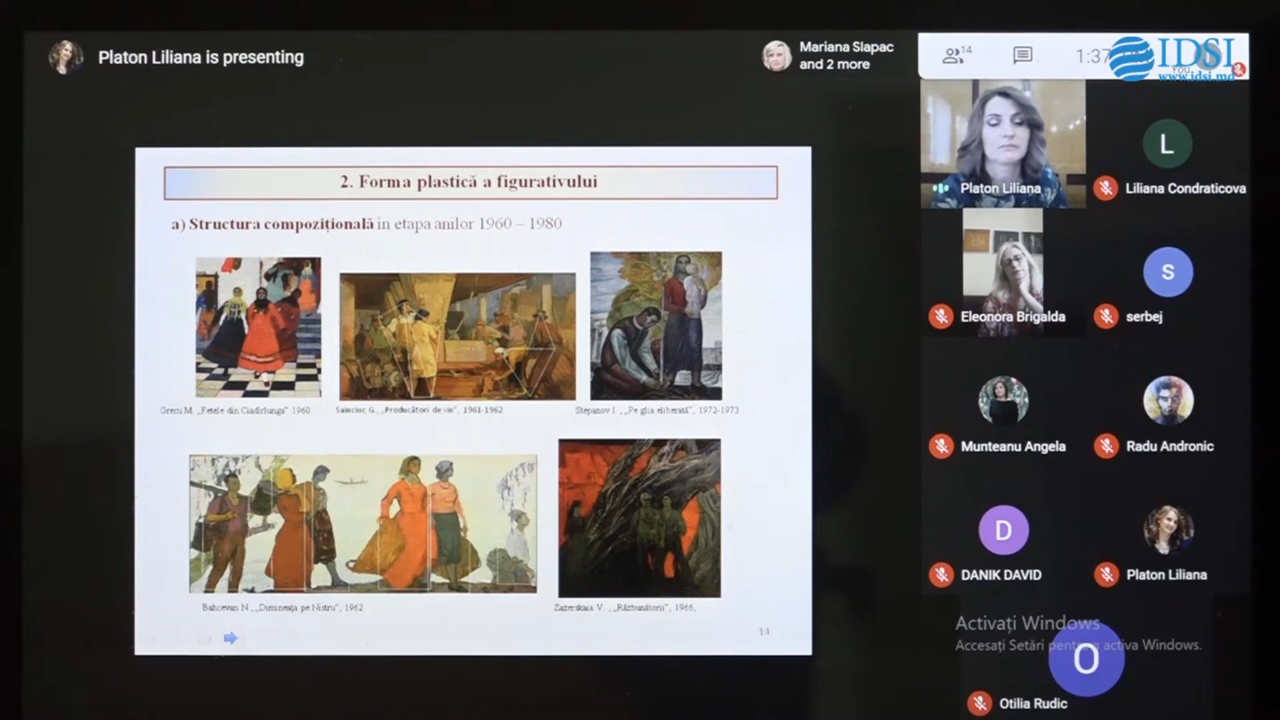 Platon Liliana is presenting
Mariana Slapac
and 2 more
14
1:37
IDSI
www.idsi.md
2. Forma plastică a figurativului
a) Structura compozițională în etapa anilor 1960 – 1980
Grecu M. „Fetele din Ciadîrlunga” 1960
Sainciuc G. „Producători de vin”, 1961-1962
Stepanov I. „Pe glia eliberată”, 1972-1973
Bahcevan N. „Dimineața pe Nistru”, 1962
Zazerskaia V. „Răzbunătorii”, 1966,
14
Platon Liliana
L
Liliana Condraticova
Eleonora Brigalda
S
serbej
Munteanu Angela
Radu Andronic
D
DANIK DAVID
Platon Liliana
Activați Windows
Accesați Setări pentru a activa Windows.
O
Otilia Rudic